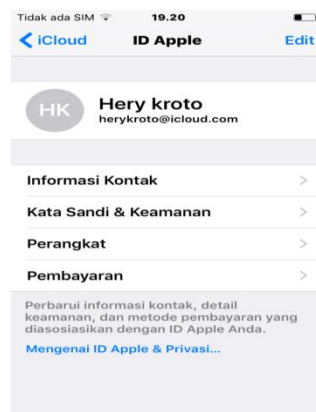 Tidak ada SIM 19.20
iCloud ID Apple Edit
HK
Hery kroto
herykroto@icloud.com
Informasi Kontak
Kata Sandi & Keamanan
Perangkat
Pembayaran
Perbarui informasi kontak, detail
keamanan, dan metode pembayaran yang
diasosiasikan dengan ID Apple Anda.
Mengenai ID Apple & Privasi...